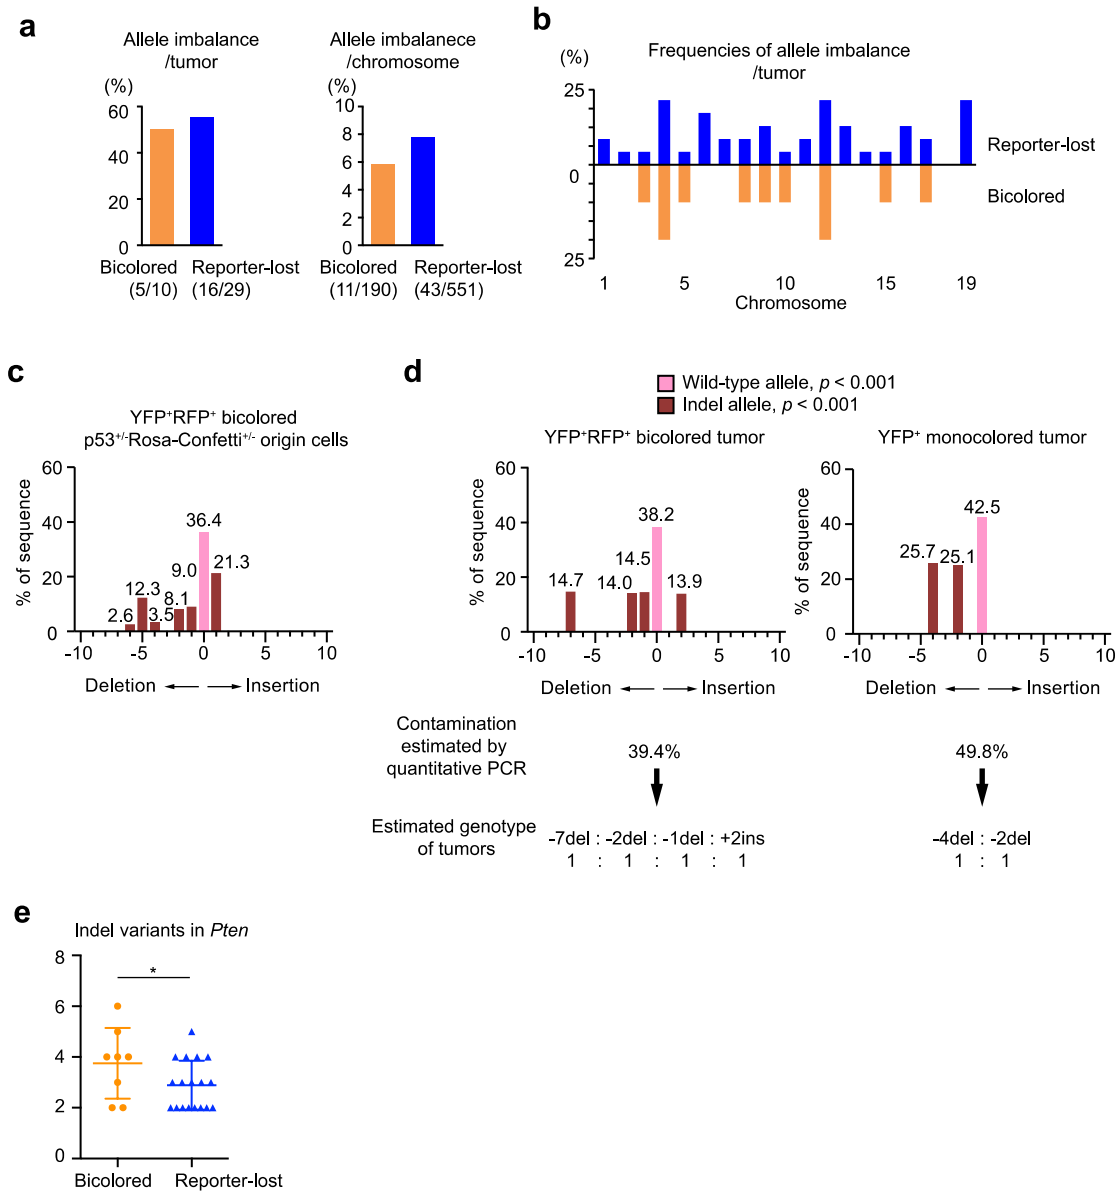 a
Allele imbalance
/tumor
(%)
60
40
20
0
Bicolored
(5/10)
Reporter-lost
(16/29)
Allele imbalanece
/chromosome
(%)
10
8
6
4
2
0
Bicolored
(11/190)
Reporter-lost
(43/551)
b
Frequencies of allele imbalance
/tumor
(%)
25
0
25
Reporter-lost
Bicolored
1 5 10 15 19
Chromosome
c
YFP+RFP+ bicolored
p53+/-Rosa-Confetti+/- origin cells
% of sequence
60
40
20
0
2.6
12.3
3.5
8.1
9.0
36.4
21.3
-10 -5 0 5 10
Deletion Insertion
d
Wild-type allele, p < 0.001
Indel allele, p < 0.001
YFP+RFP+ bicolored tumor
% of sequence
60
40
20
0
14.7
14.0
14.5
38.2
13.9
-10 -5 0 5 10
Deletion Insertion
YFP+ monocolored tumor
% of sequence
60
40
20
0
25.7
25.1
42.5
-10 -5 0 5 10
Deletion Insertion
Contamination
estimated by
quantitative PCR
39.4%
49.8%
Estimated genotype
of tumors
-7del : -2del : -1del : +2ins
1 : 1 : 1 : 1
-4del : -2del
1 : 1
e
Indel variants in Pten
8
6
4
2
0
*
Bicolored Reporter-lost